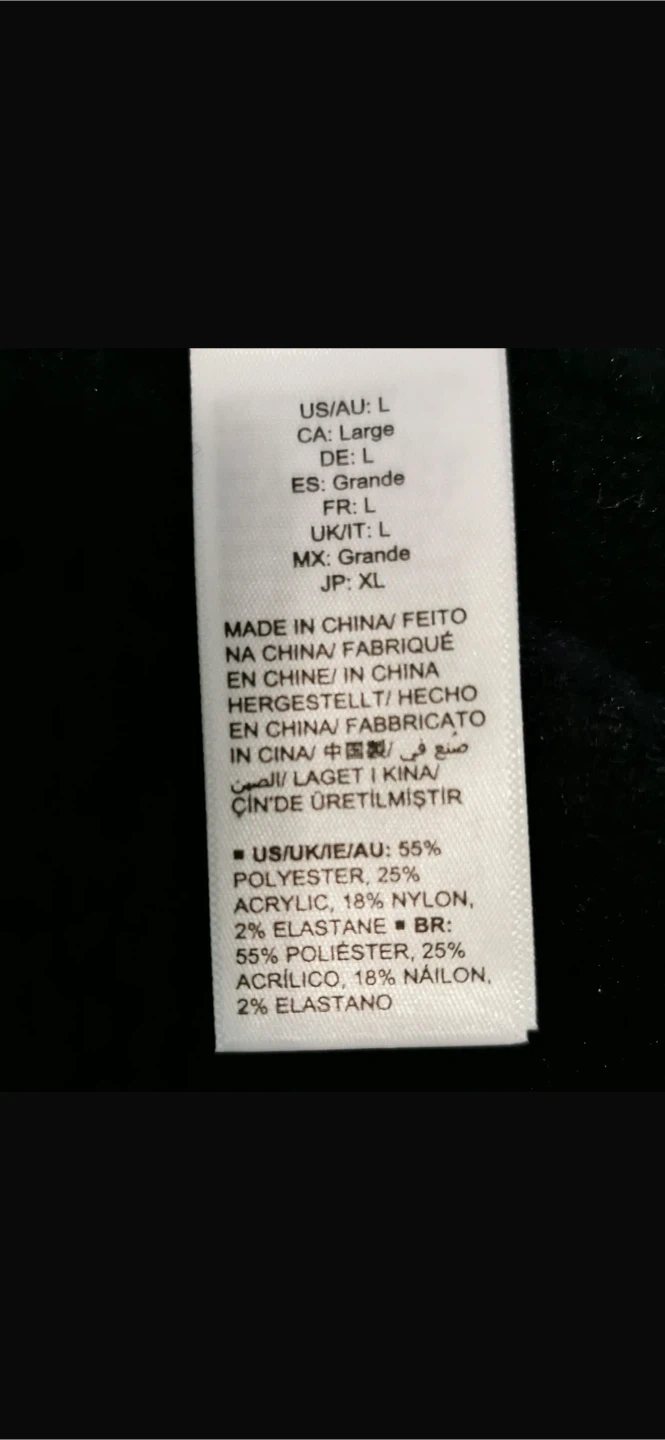 US/AU: L
CA: Large
DE: L
ES: Grande
FR: L
UK/IT: L
MX: Grande
JP: XL
MADE IN CHINA/ FEITO
NA CHINA/ FABRIQUÉ
EN CHINE/ IN CHINA
HERGESTELLT/ HECHO
EN CHINA/ FABBRICATO
IN CINA/ 中国製/ صنع في
الصين/ LAGET I KINA/
ÇİN'DE ÜRETİLMİŞTİR
▪ US/UK/IE/AU: 55%
POLYESTER, 25%
ACRYLIC, 18% NYLON,
2% ELASTANE ▪ BR:
55% POLIÉSTER, 25%
ACRÍLICO, 18% NÁILON,
2% ELASTANO